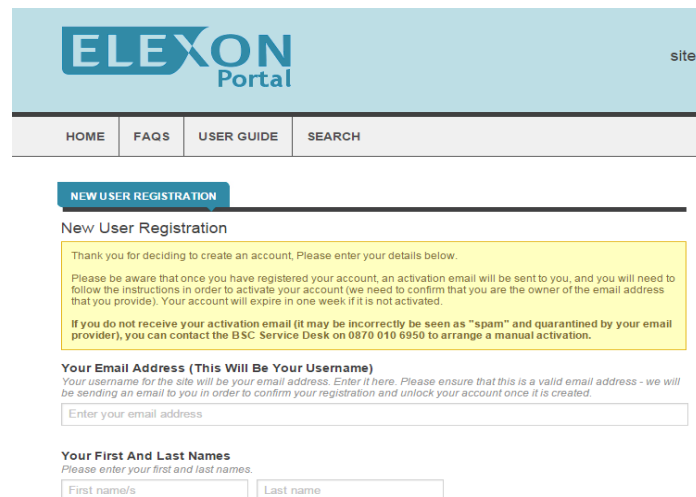 ELEXON
Portal
site
HOME FAQS USER GUIDE SEARCH
NEW USER REGISTRATION
New User Registration
Thank you for deciding to create an account, Please enter your details below.
Please be aware that once you have registered your account, an activation email will be sent to you, and you will need to
follow the instructions in order to activate your account (we need to confirm that you are the owner of the email address
that you provide). Your account will expire in one week if it is not activated.
If you do not receive your activation email (it may be incorrectly be seen as "spam" and quarantined by your email
provider), you can contact the BSC Service Desk on 0870 010 6950 to arrange a manual activation.
Your Email Address (This Will Be Your Username)
Your username for the site will be your email address. Enter it here. Please ensure that this is a valid email address - we will
be sending an email to you in order to confirm your registration and unlock your account once it is created.
Enter your email address
Your First And Last Names
Please enter your first and last names.
First name/s Last name